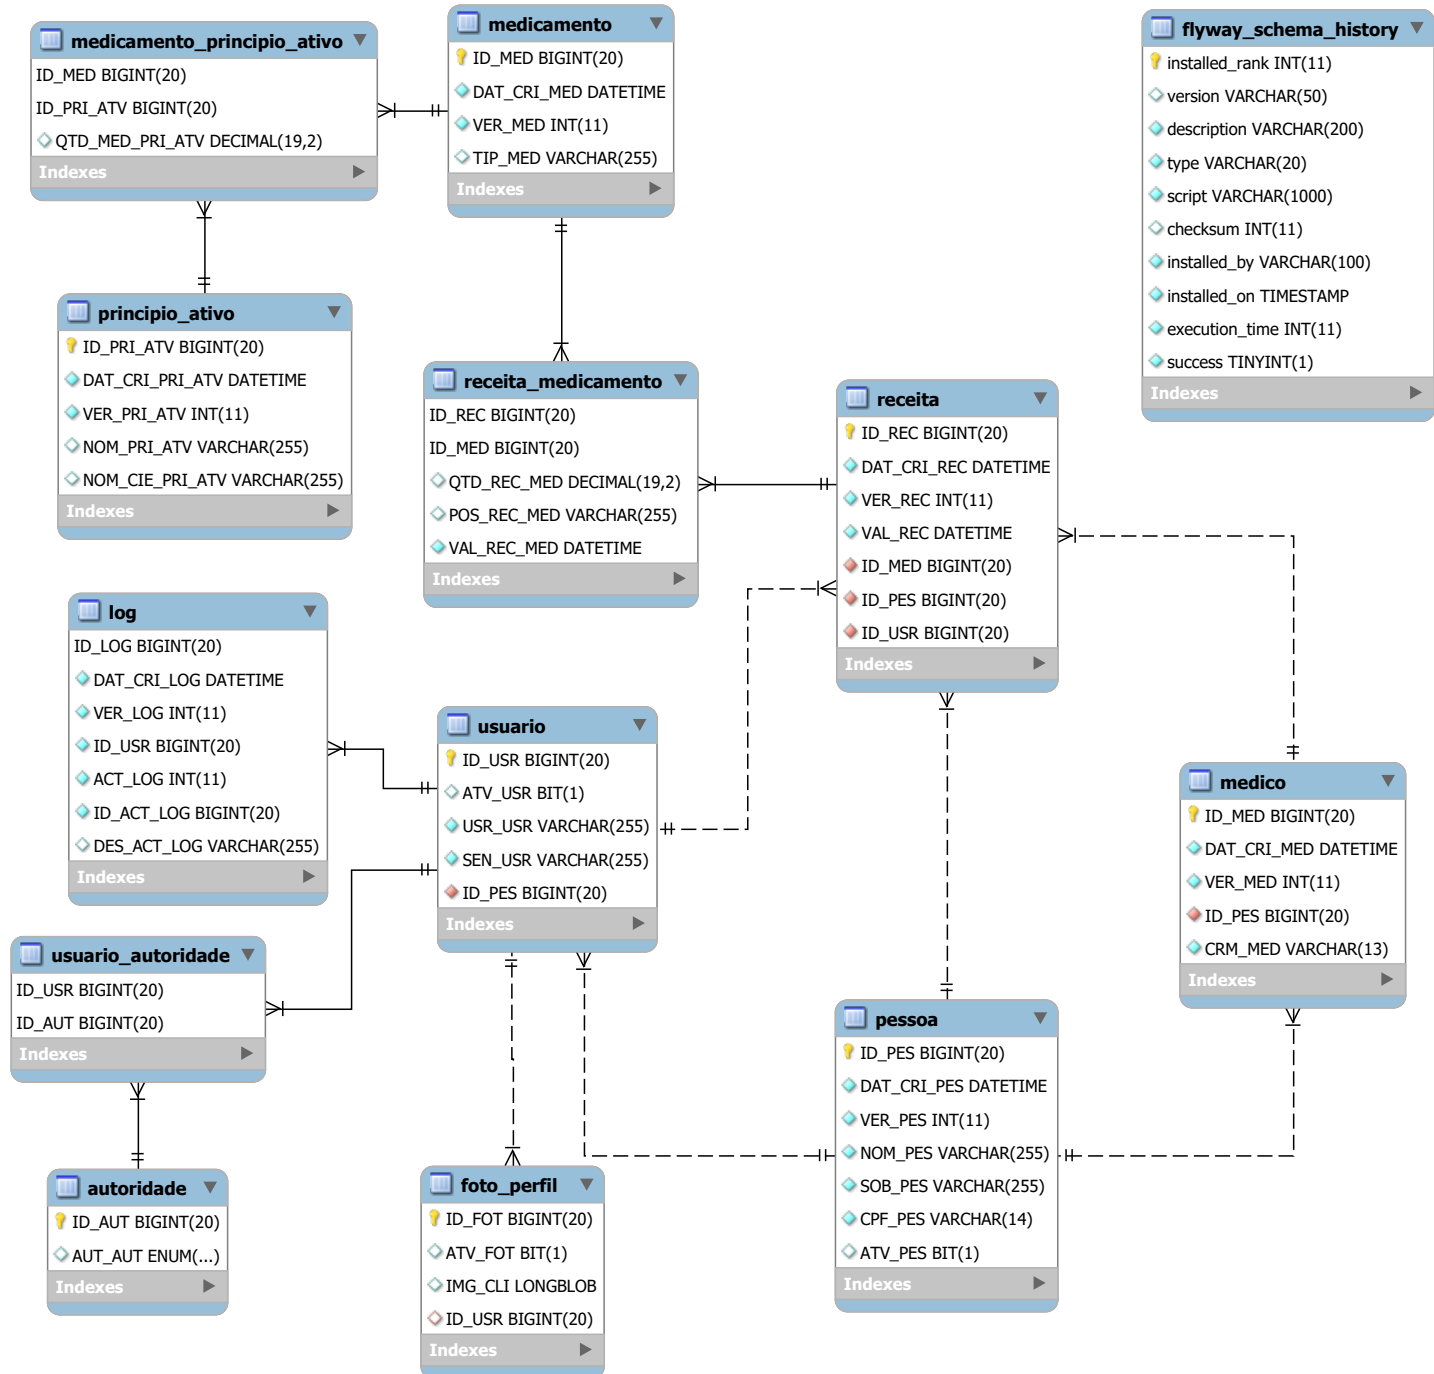 medicamento_principio_ativo
ID_MED BIGINT(20)
ID_PRI_ATV BIGINT(20)
QTD_MED_PRI_ATV DECIMAL(19,2)
Indexes
medicamento
ID_MED BIGINT(20)
DAT_CRI_MED DATETIME
VER_MED INT(11)
TIP_MED VARCHAR(255)
Indexes
flyway_schema_history
installed_rank INT(11)
version VARCHAR(50)
description VARCHAR(200)
type VARCHAR(20)
script VARCHAR(1000)
checksum INT(11)
installed_by VARCHAR(100)
installed_on TIMESTAMP
execution_time INT(11)
success TINYINT(1)
Indexes
principio_ativo
ID_PRI_ATV BIGINT(20)
DAT_CRI_PRI_ATV DATETIME
VER_PRI_ATV INT(11)
NOM_PRI_ATV VARCHAR(255)
NOM_CIE_PRI_ATV VARCHAR(255)
Indexes
receita_medicamento
ID_REC BIGINT(20)
ID_MED BIGINT(20)
QTD_REC_MED DECIMAL(19,2)
POS_REC_MED VARCHAR(255)
VAL_REC_MED DATETIME
Indexes
receita
ID_REC BIGINT(20)
DAT_CRI_REC DATETIME
VER_REC INT(11)
VAL_REC DATETIME
ID_MED BIGINT(20)
ID_PES BIGINT(20)
ID_USR BIGINT(20)
Indexes
log
ID_LOG BIGINT(20)
DAT_CRI_LOG DATETIME
VER_LOG INT(11)
ID_USR BIGINT(20)
ACT_LOG INT(11)
ID_ACT_LOG BIGINT(20)
DES_ACT_LOG VARCHAR(255)
Indexes
usuario
ID_USR BIGINT(20)
ATV_USR BIT(1)
USR_USR VARCHAR(255)
SEN_USR VARCHAR(255)
ID_PES BIGINT(20)
Indexes
medico
ID_MED BIGINT(20)
DAT_CRI_MED DATETIME
VER_MED INT(11)
ID_PES BIGINT(20)
CRM_MED VARCHAR(13)
Indexes
usuario_autoridade
ID_USR BIGINT(20)
ID_AUT BIGINT(20)
Indexes
pessoa
ID_PES BIGINT(20)
DAT_CRI_PES DATETIME
VER_PES INT(11)
NOM_PES VARCHAR(255)
SOB_PES VARCHAR(255)
CPF_PES VARCHAR(14)
ATV_PES BIT(1)
Indexes
autoridade
ID_AUT BIGINT(20)
AUT_AUT ENUM(...)
Indexes
foto_perfil
ID_FOT BIGINT(20)
ATV_FOT BIT(1)
IMG_CLI LONGBLOB
ID_USR BIGINT(20)
Indexes